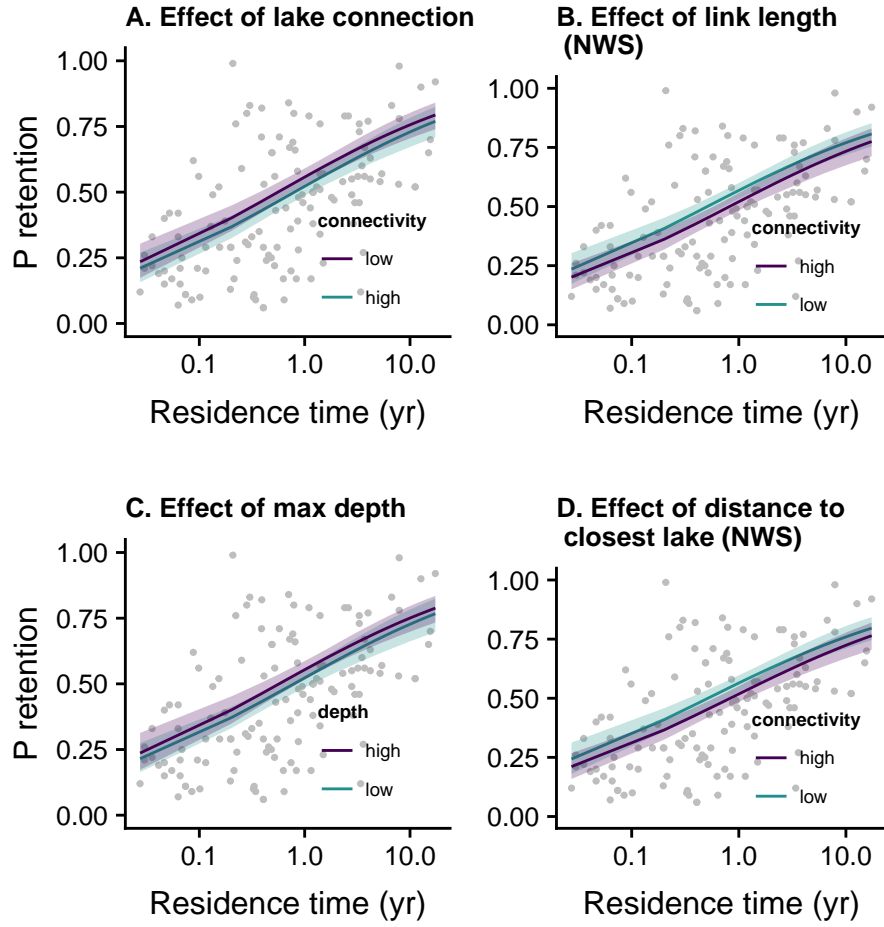 A. Effect of lake connection
1.00
0.75
0.50
0.25
0.00
P retention
connectivity
low
high
0.1
1.0
10.0
Residence time (yr)
B. Effect of link length
(NWS)
1.00
0.75
0.50
0.25
0.00
connectivity
high
low
0.1
1.0
10.0
Residence time (yr)
C. Effect of max depth
1.00
0.75
0.50
0.25
0.00
P retention
depth
high
low
0.1
1.0
10.0
Residence time (yr)
D. Effect of distance to
closest lake (NWS)
1.00
0.75
0.50
0.25
0.00
connectivity
high
low
0.1
1.0
10.0
Residence time (yr)